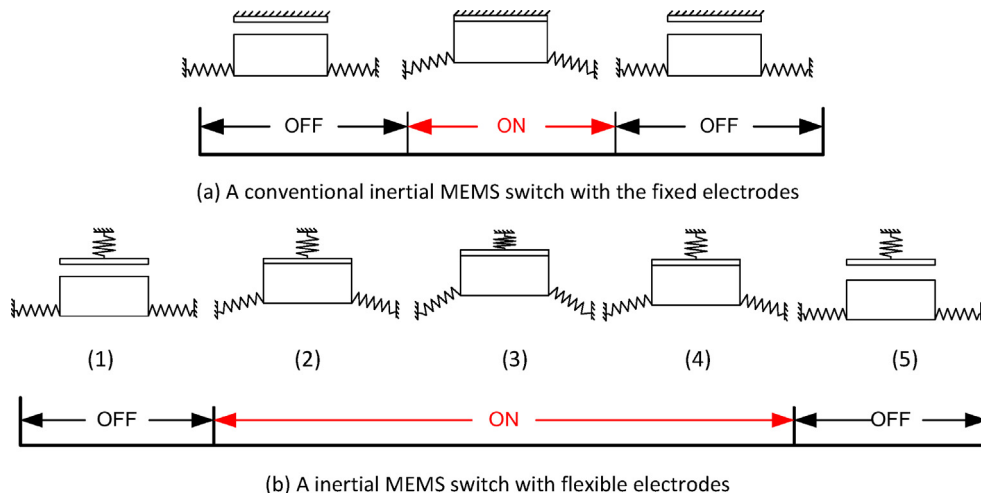 OFF ON OFF
(a) A conventional inertial MEMS switch with the fixed electrodes
(1) (2) (3) (4) (5)
OFF ON OFF
(b) A inertial MEMS switch with flexible electrodes